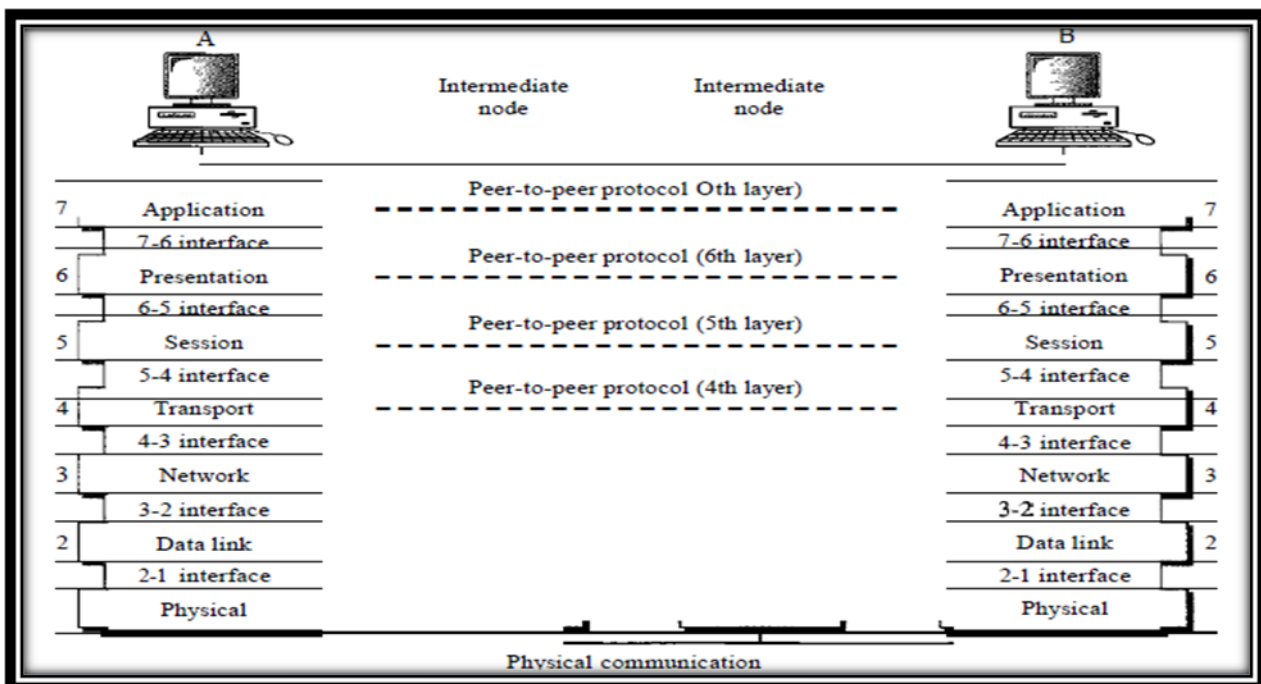 A
B
Intermediate
node
Intermediate
node
Peer-to-peer protocol Oth layer)
7 Application
Application 7
7-6 interface
7-6 interface
Peer-to-peer protocol (6th layer)
6 Presentation
Presentation 6
6-5 interface
6-5 interface
Peer-to-peer protocol (5th layer)
5 Session
Session 5
5-4 interface
5-4 interface
Peer-to-peer protocol (4th layer)
4 Transport
Transport 4
4-3 interface
4-3 interface
3 Network
Network 3
3-2 interface
3-2 interface
2 Data link
Data link 2
2-1 interface
2-1 interface
Physical
Physical
Physical communication